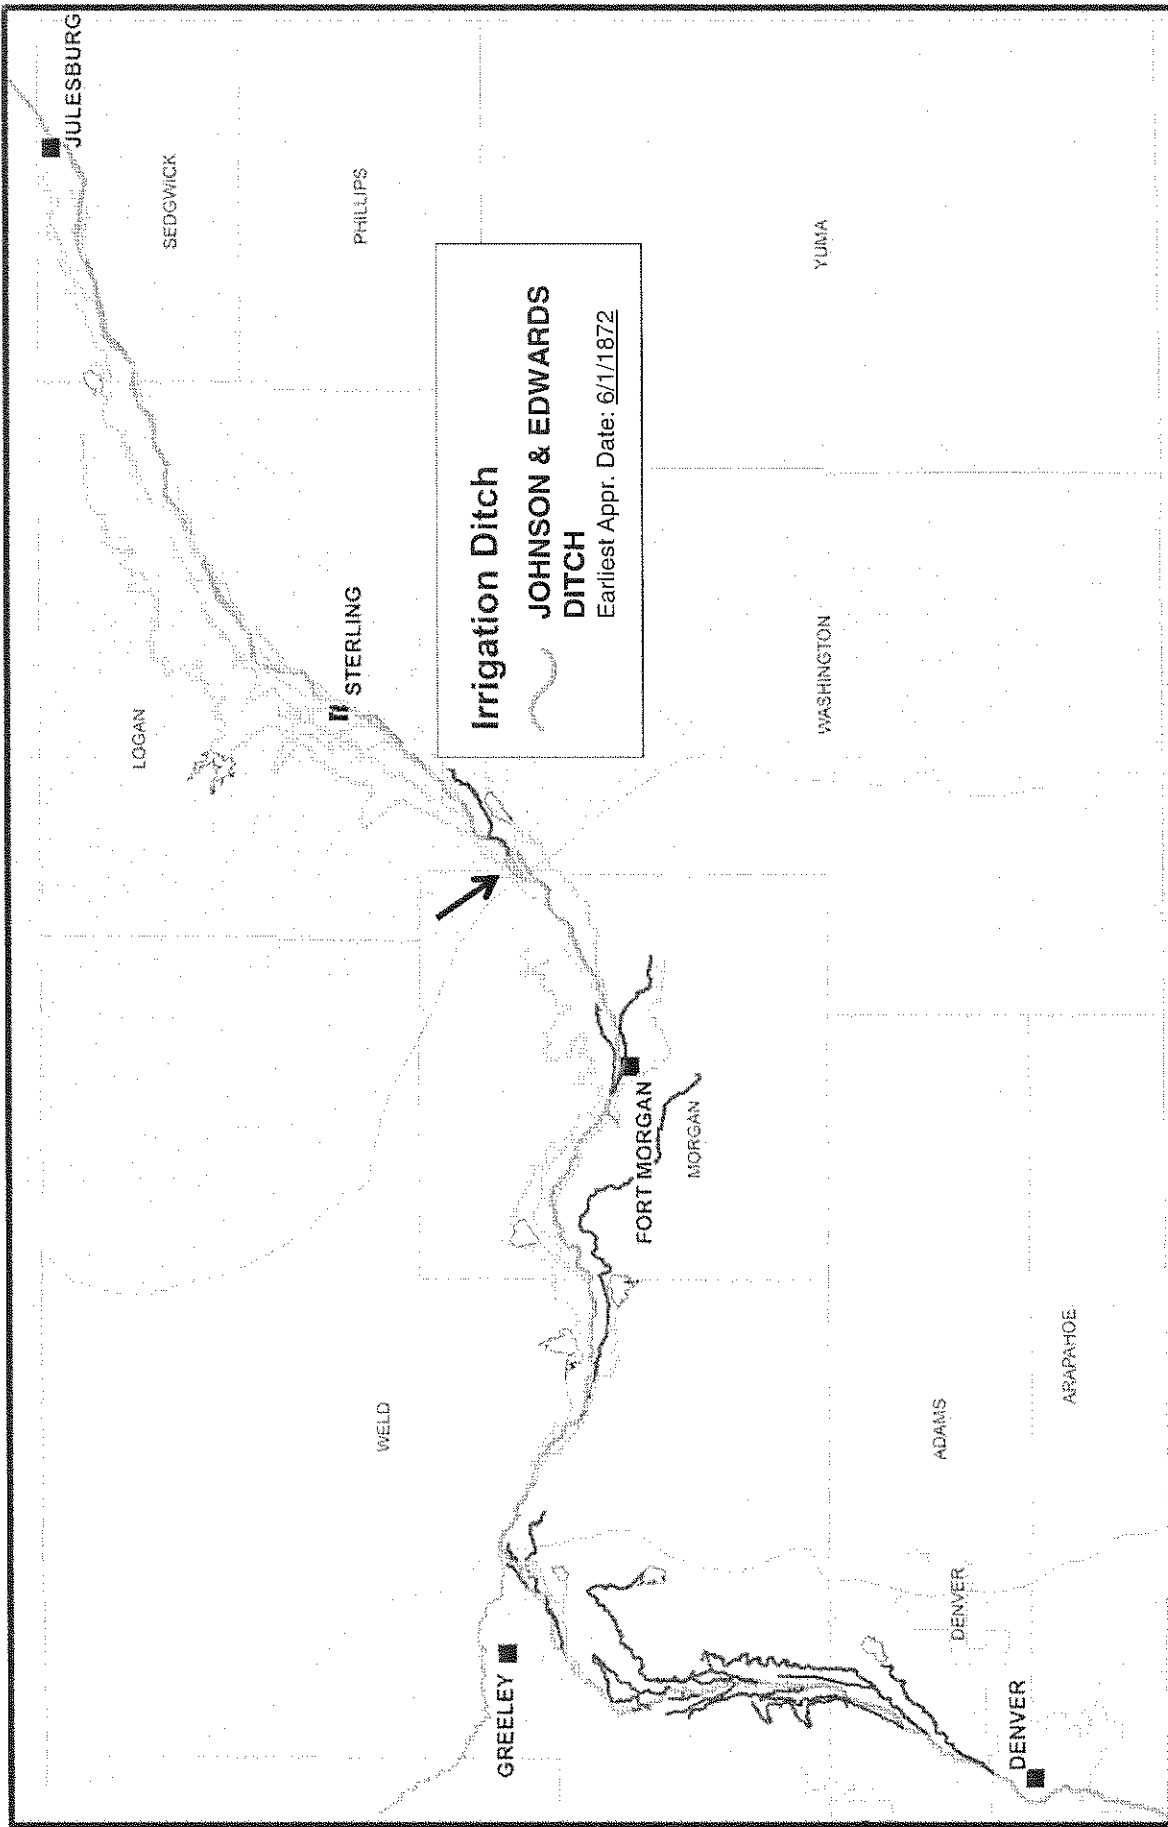 JULESBURG
SEDGWICK
PHILLIPS
YUMA
LOGAN
STERLING
WASHINGTON
Irrigation Ditch
JOHNSON & EDWARDS
DITCH
Earliest Appr. Date: 6/1/1872
WELD
FORT MORGAN
MORGAN
ADAMS
ARAPAHOE
GREELEY
DENVER
DENVER